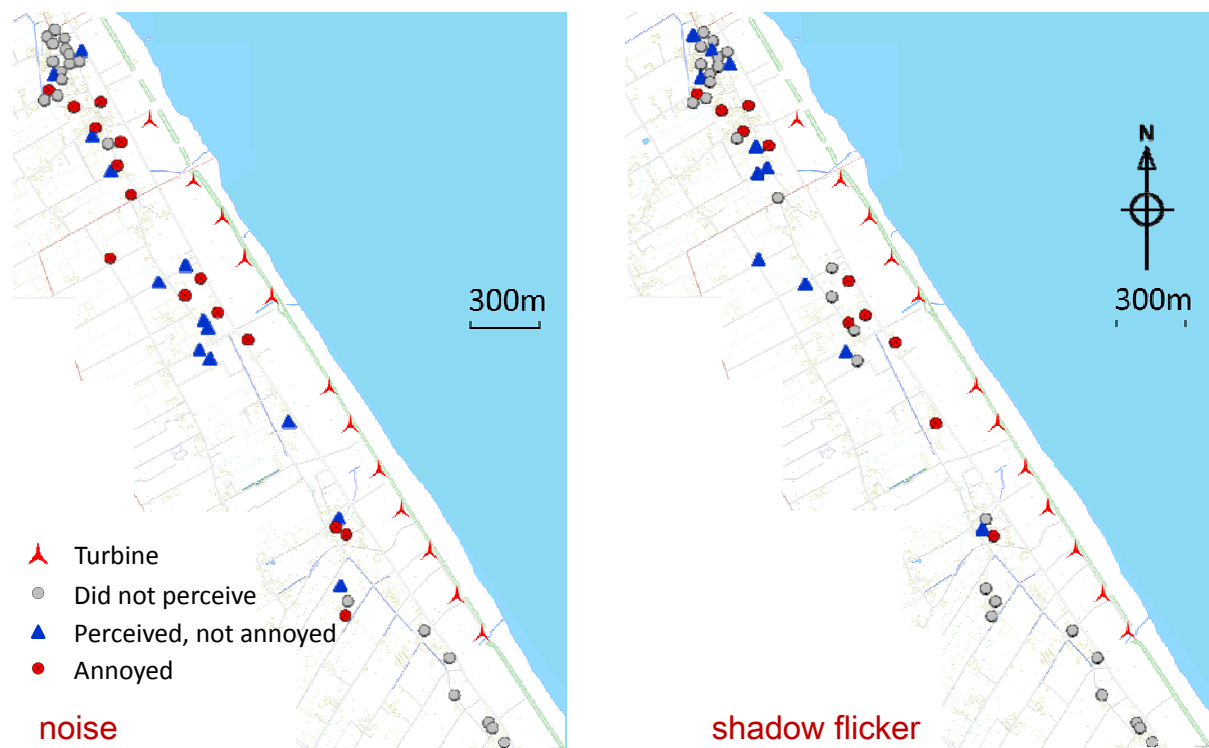 N
300m
300m
Turbine
Did not perceive
Perceived, not annoyed
Annoyed
noise
shadow flicker